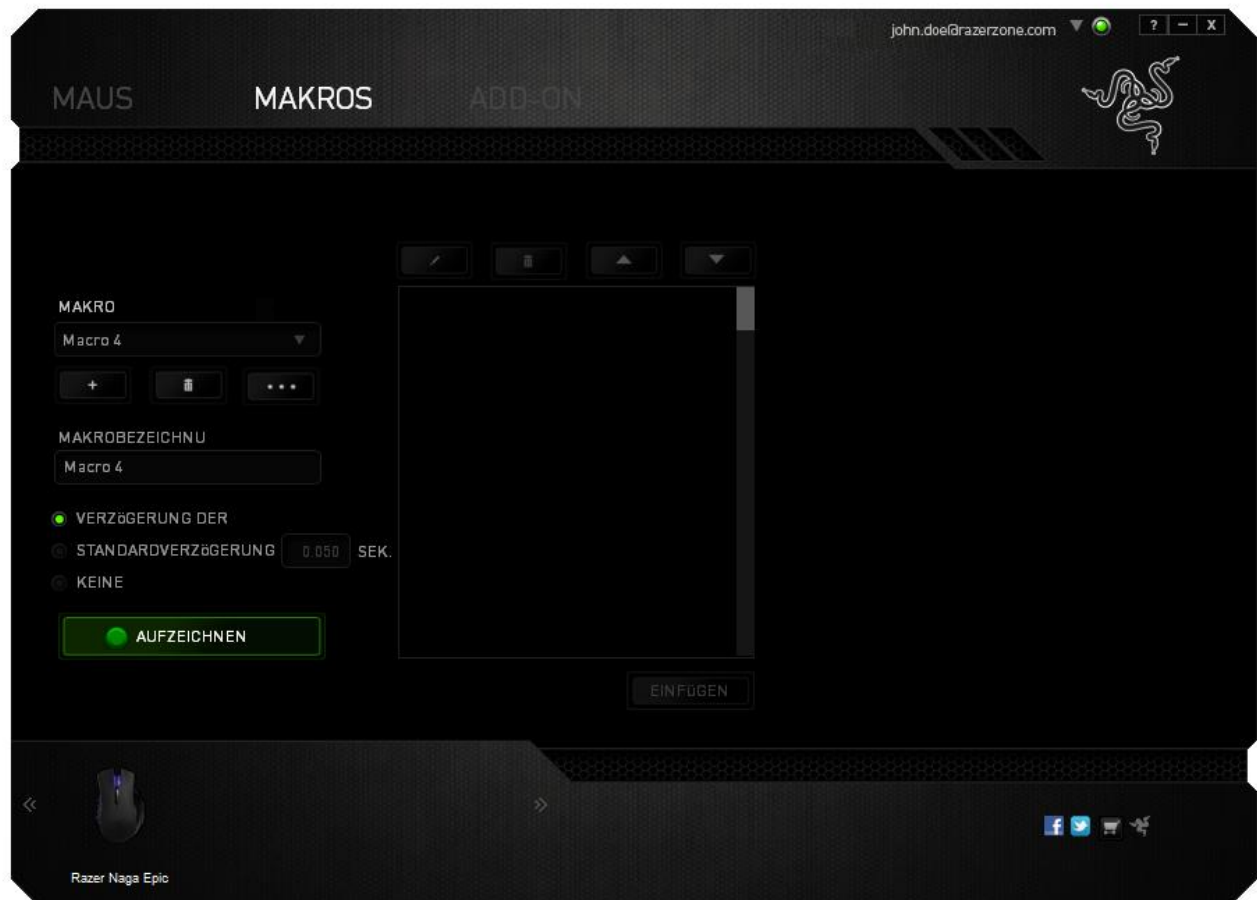 john.doe@razerzone.com
? – X
MAUS MAKROS ADD-ON
MAKRO
Macro 4
+ •••
MAKROBEZEICHNU
Macro 4
VERZÖGERUNG DER
STANDARDVERZÖGERUNG 0.050 SEK.
KEINE
AUFZEICHNEN
EINFÜGEN
« »
Razer Naga Epic